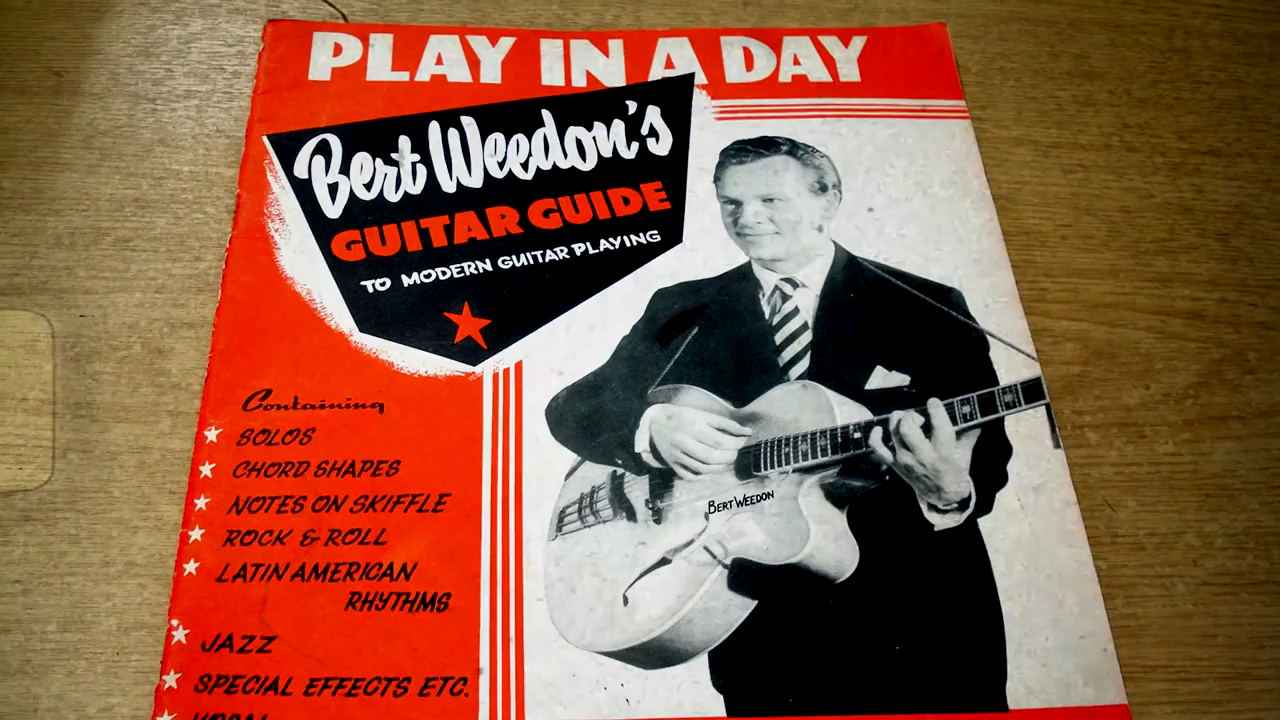 PLAY IN A DAY
Bert Weedon's
GUITAR GUIDE
TO MODERN GUITAR PLAYING
Containing
SOLOS
CHORD SHAPES
NOTES ON SKIFFLE
ROCK & ROLL
LATIN AMERICAN
RHYTHMS
JAZZ
SPECIAL EFFECTS ETC.
BERT WEEDON